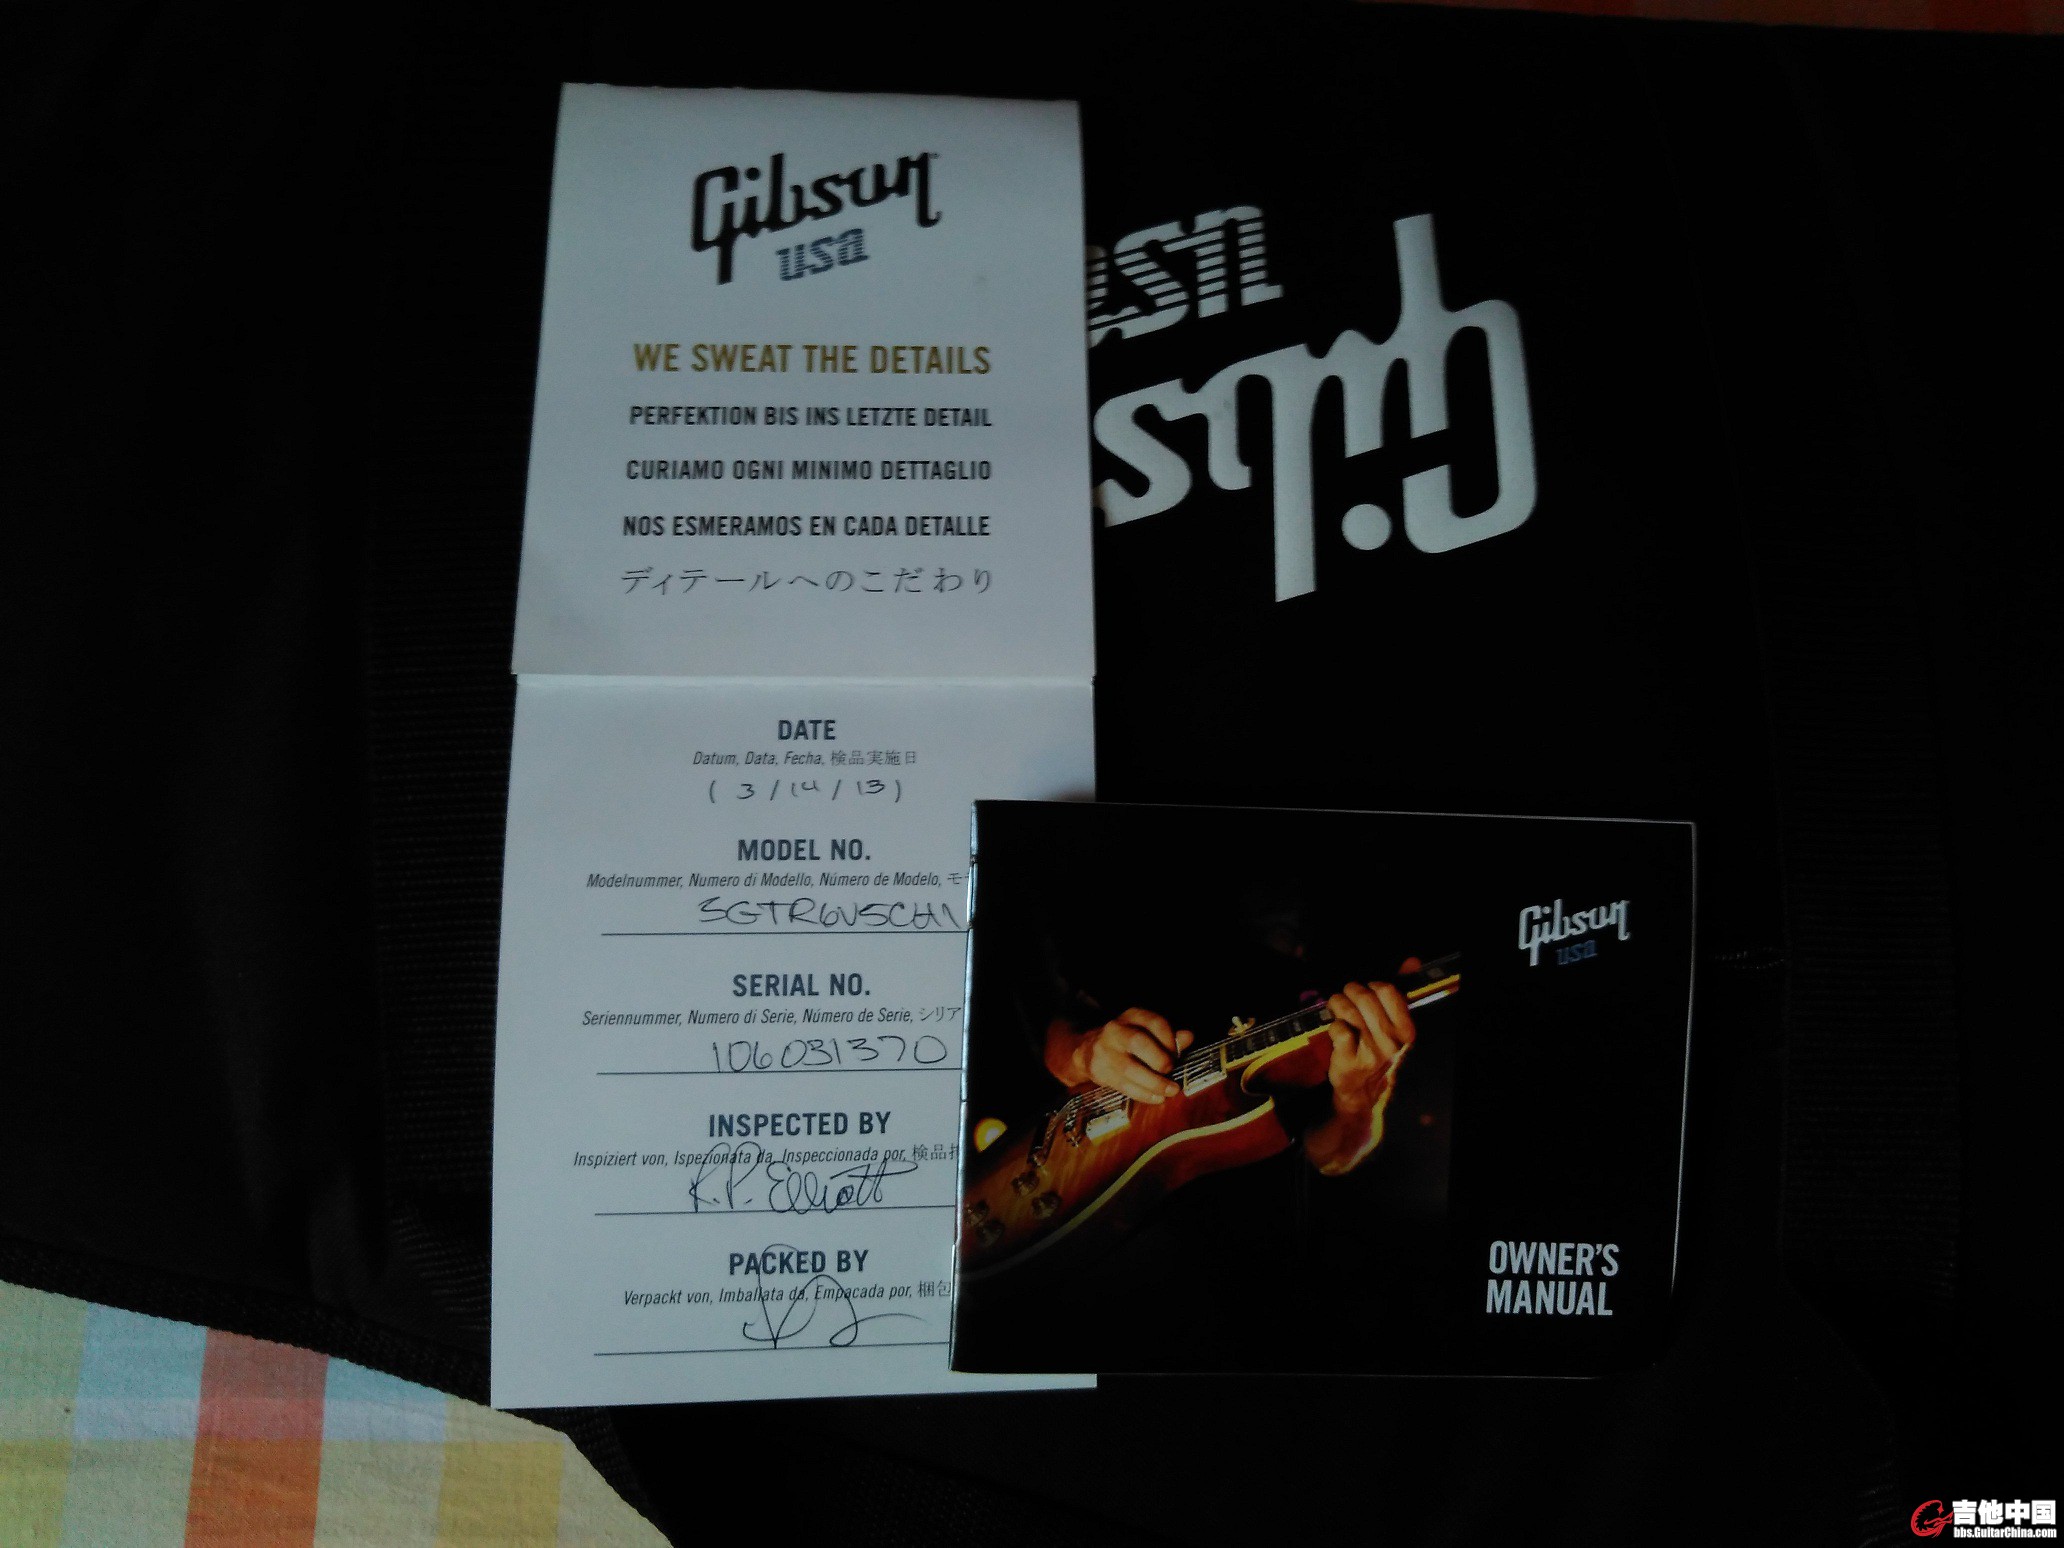 Gibson
usa
WE SWEAT THE DETAILS
PERFEKTION BIS INS LETZTE DETAIL
CURIAMO OGNI MINIMO DETTAGLIO
NOS ESMERAMOS EN CADA DETALLE
ディテールへのこだわり
DATE
Datum, Data, Fecha, 検品実施日
( 3 / 14 / 13 )
MODEL NO.
Modelnummer, Numero di Modello, Número de Modelo, モ
SGTR6V5CH1
SERIAL NO.
Seriennummer, Numero di Serie, Número de Serie, シリア
106031370
INSPECTED BY
Inspiziert von, Ispezionata da, Inspeccionada por, 検品
K.P. Elliott
PACKED BY
Verpackt von, Imballata da, Empacada por, 梱包
usa
Gibs
Gibson
usa
OWNER'S
MANUAL
吉他中国
bbs.GuitarChina.com